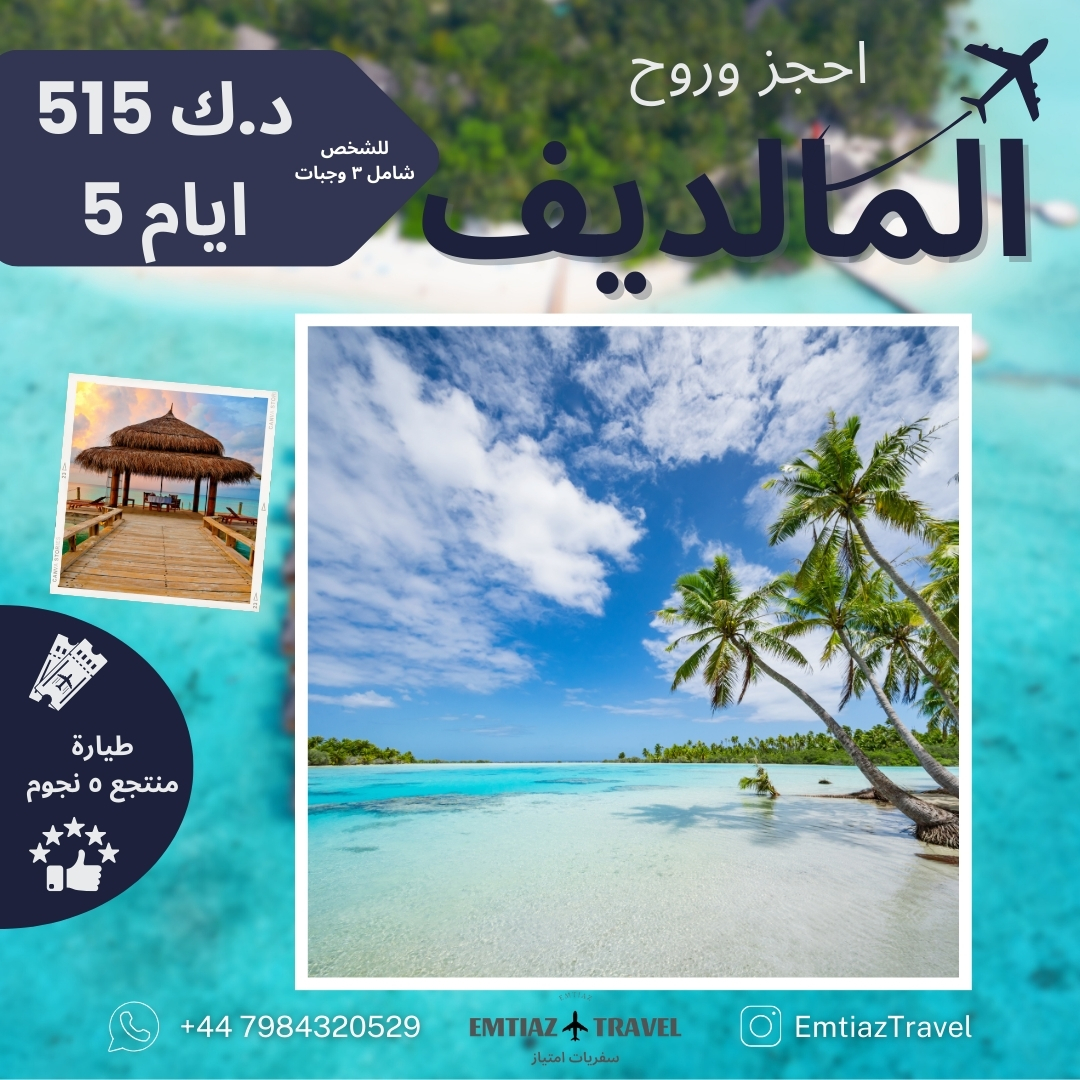 احجز وروح
المالديف
515 د.ك
للشخص
شامل ٣ وجبات
5 ايام
طيارة
منتجع ٥ نجوم
+44 7984320529
EMTIAZ TRAVEL
سفريات امتياز
EmtiazTravel